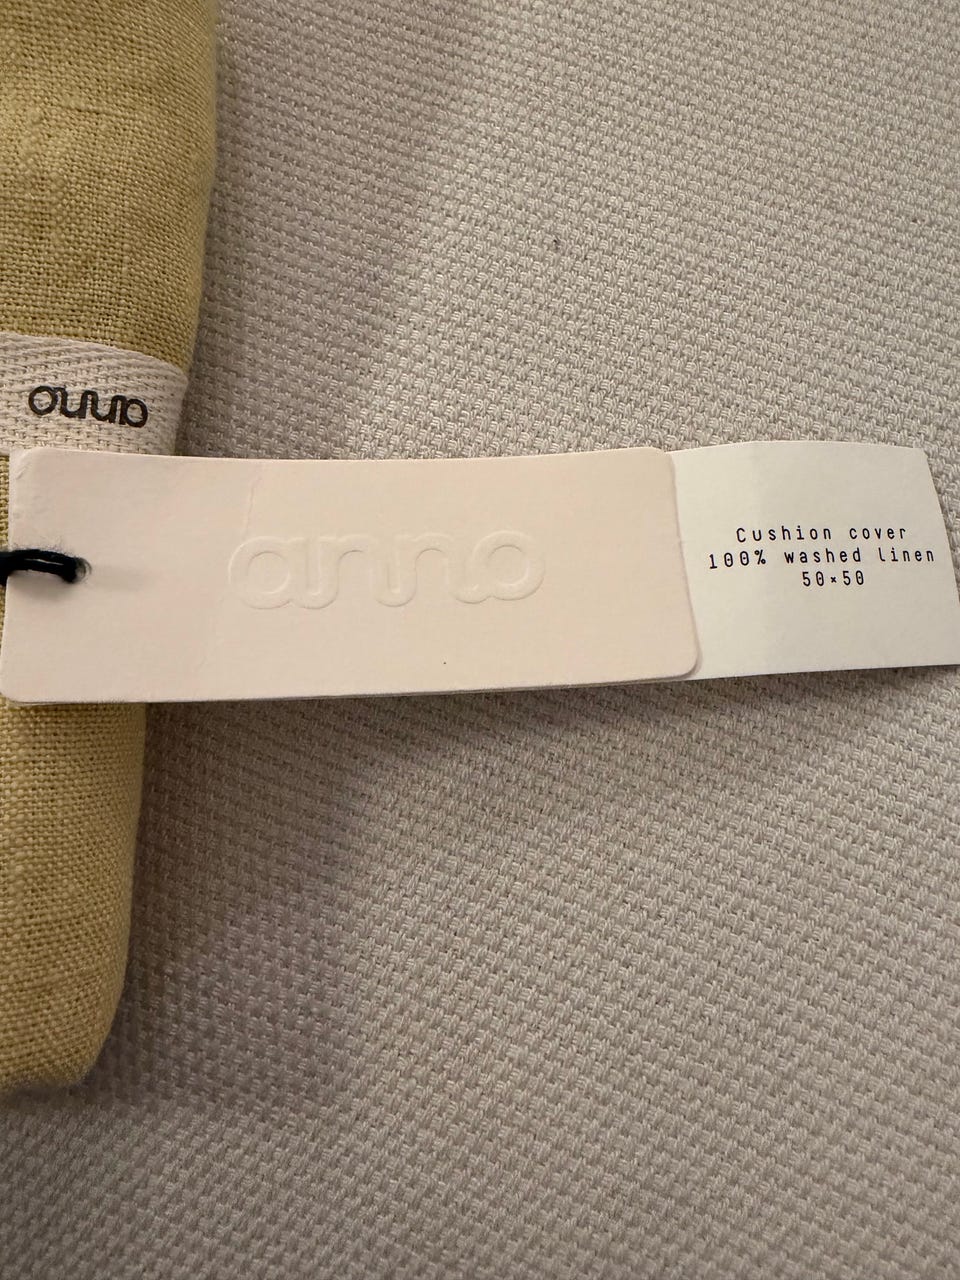 anno
anno
Cushion cover
100% washed linen
50×50